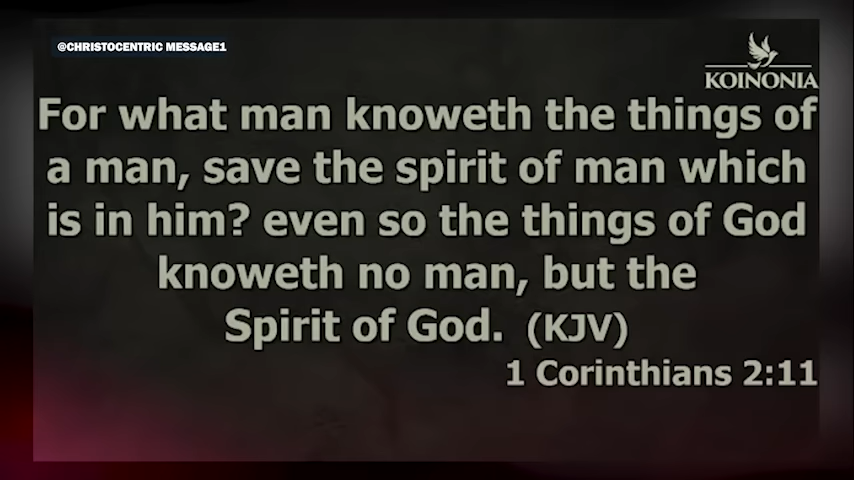 @CHRISTOCENTRIC MESSAGE1
KOINONIA
For what man knoweth the things of
a man, save the spirit of man which
is in him? even so the things of God
knoweth no man, but the
Spirit of God. (KJV)
1 Corinthians 2:11